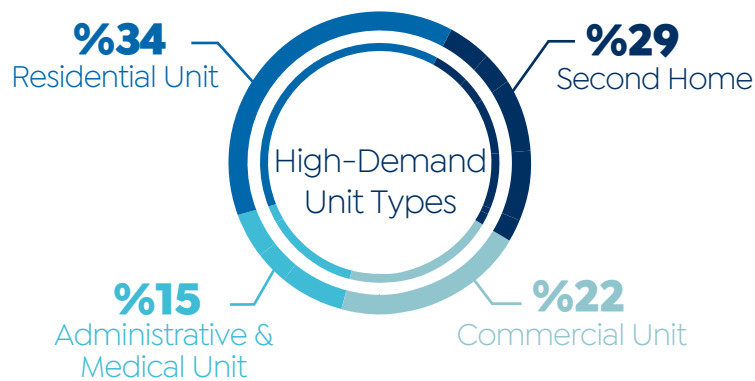 %34
Residential Unit
%29
Second Home
High-Demand
Unit Types
%15
Administrative &
Medical Unit
%22
Commercial Unit